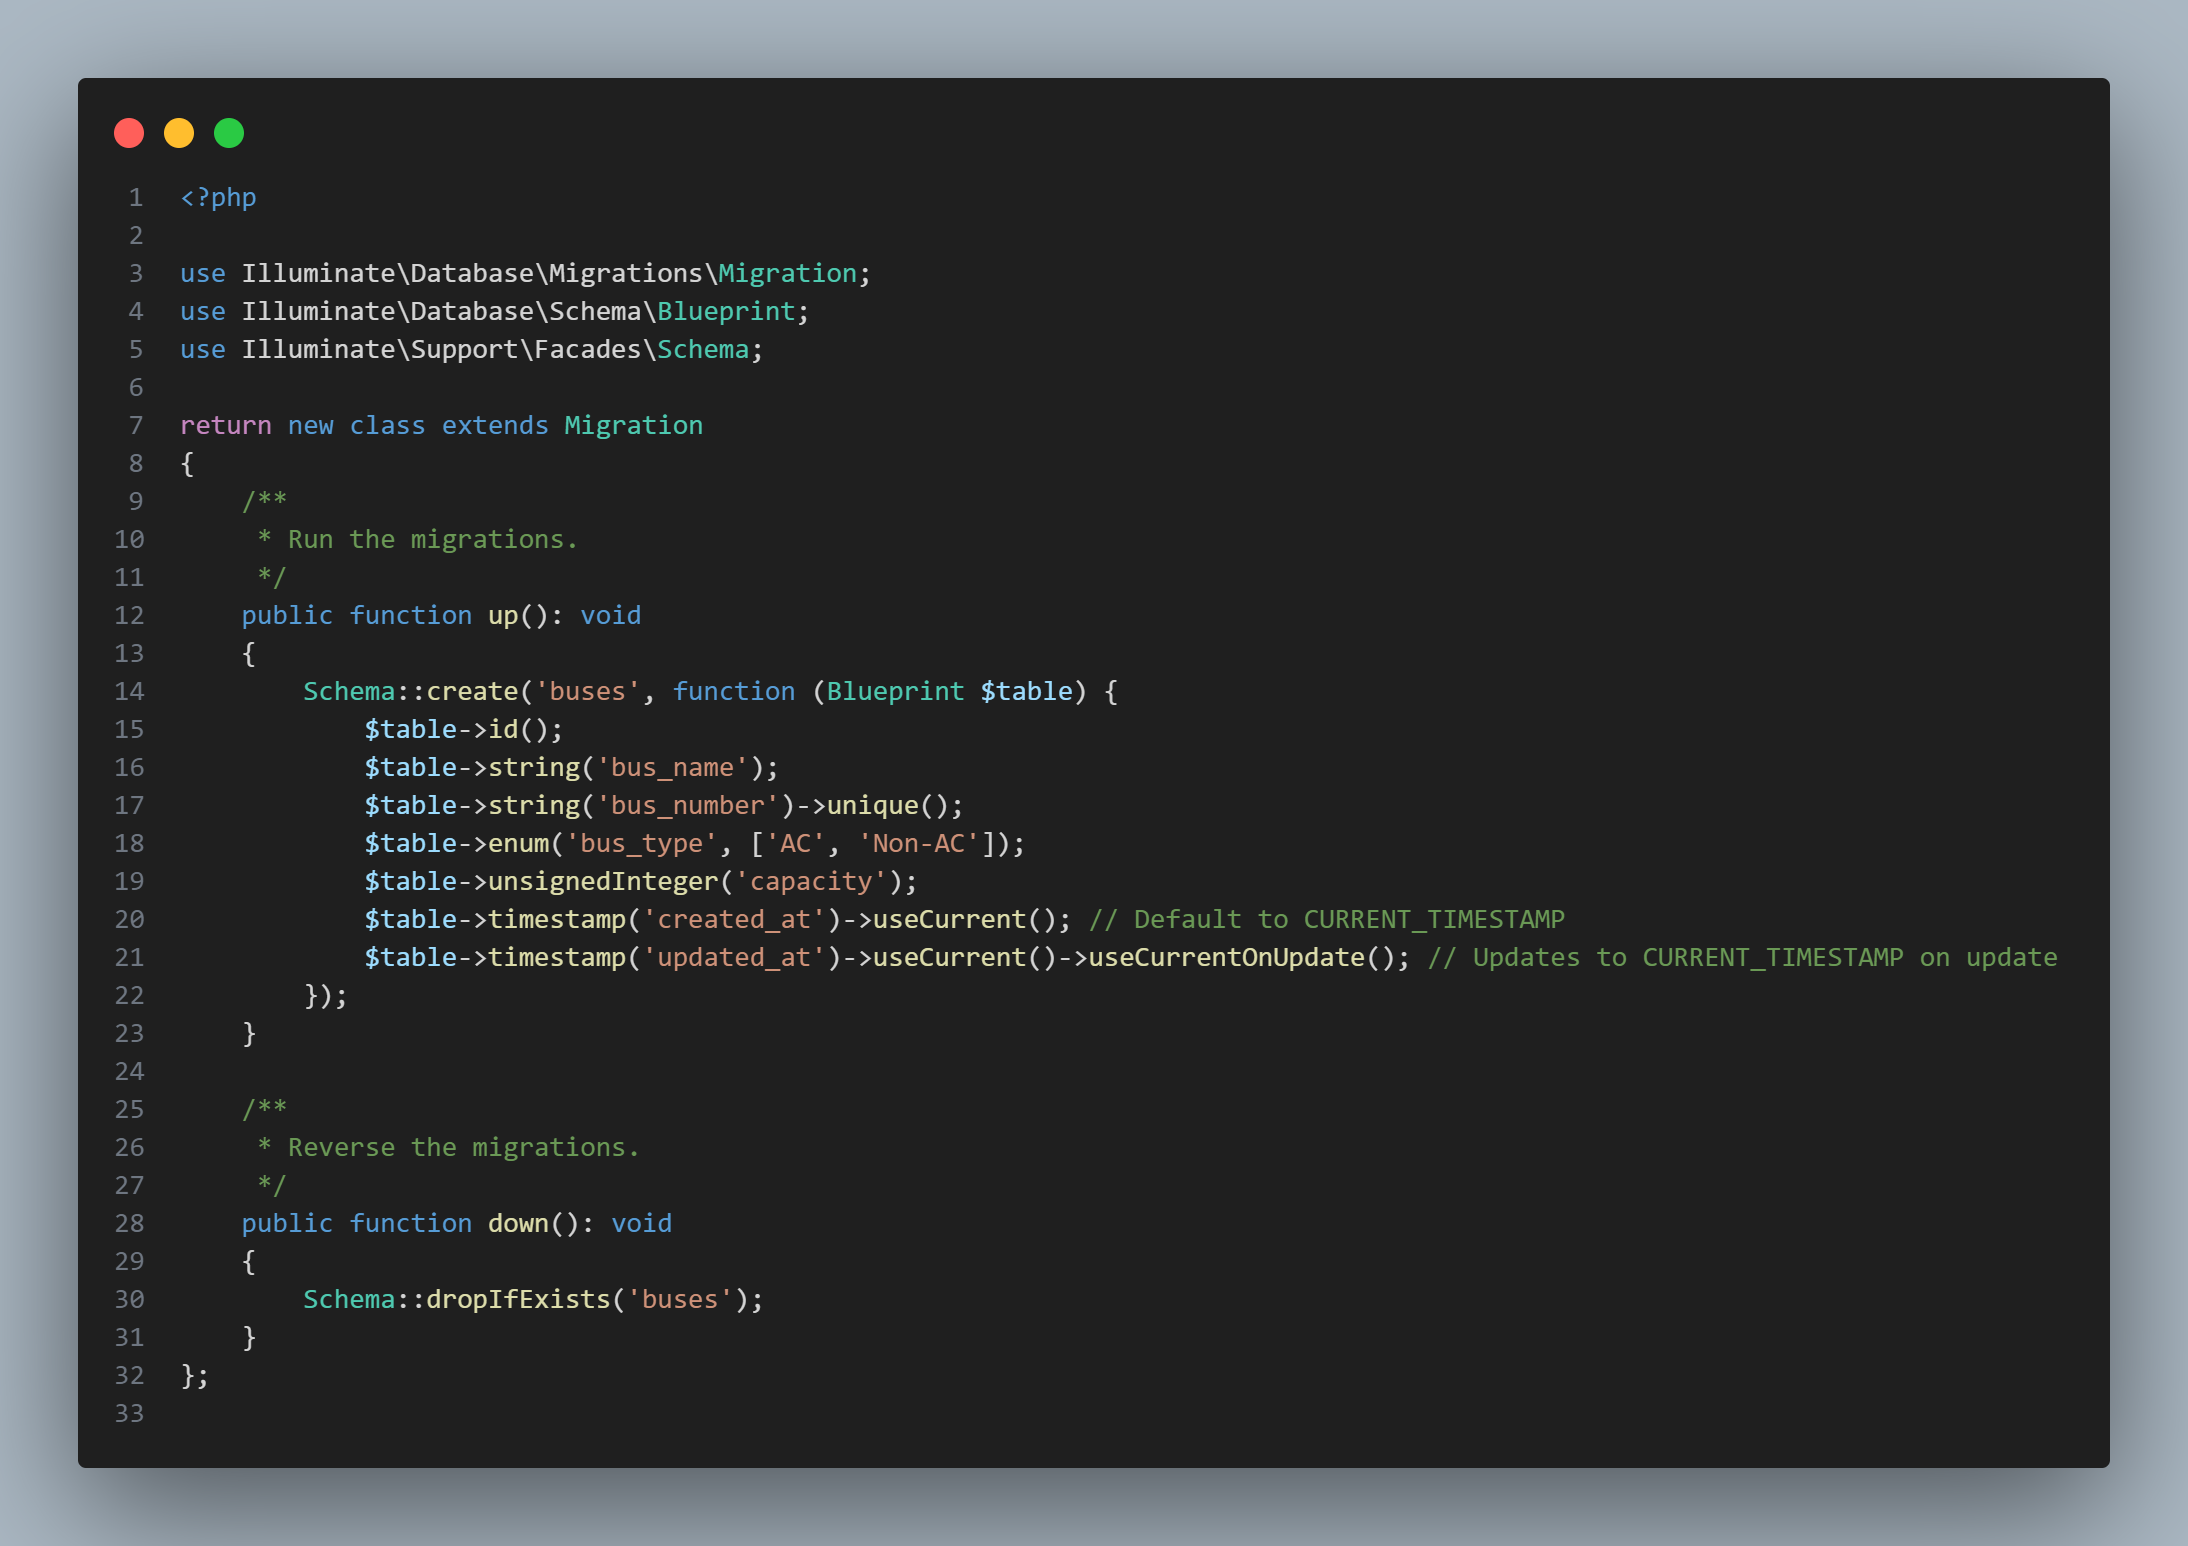 1 <?php
2
3 use Illuminate\Database\Migrations\Migration;
4 use Illuminate\Database\Schema\Blueprint;
5 use Illuminate\Support\Facades\Schema;
6
7 return new class extends Migration
8 {
9     /**
10      * Run the migrations.
11      */
12     public function up(): void
13     {
14         Schema::create('buses', function (Blueprint $table) {
15             $table->id();
16             $table->string('bus_name');
17             $table->string('bus_number')->unique();
18             $table->enum('bus_type', ['AC', 'Non-AC']);
19             $table->unsignedInteger('capacity');
20             $table->timestamp('created_at')->useCurrent(); // Default to CURRENT_TIMESTAMP
21             $table->timestamp('updated_at')->useCurrent()->useCurrentOnUpdate(); // Updates to CURRENT_TIMESTAMP on update
22         });
23     }
24
25     /**
26      * Reverse the migrations.
27      */
28     public function down(): void
29     {
30         Schema::dropIfExists('buses');
31     }
32 };
33